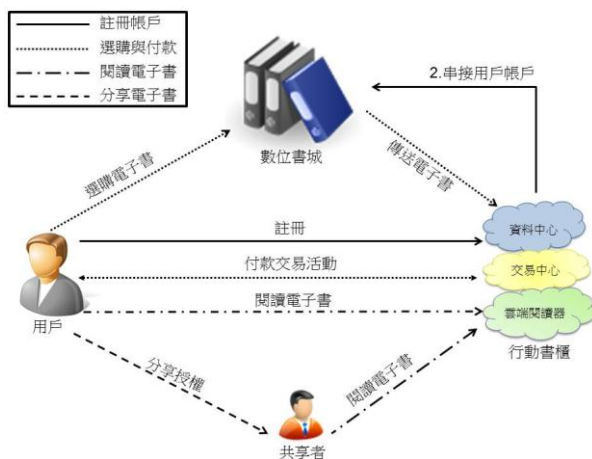 註冊帳戶
選購與付款
閱讀電子書
分享電子書
2.串接用戶帳戶
數位書城
選購電子書
傳送電子書
註冊
資料中心
付款交易活動
交易中心
閱讀電子書
雲端閱讀器
用戶
行動書櫃
分享授權
閱讀電子書
共享者